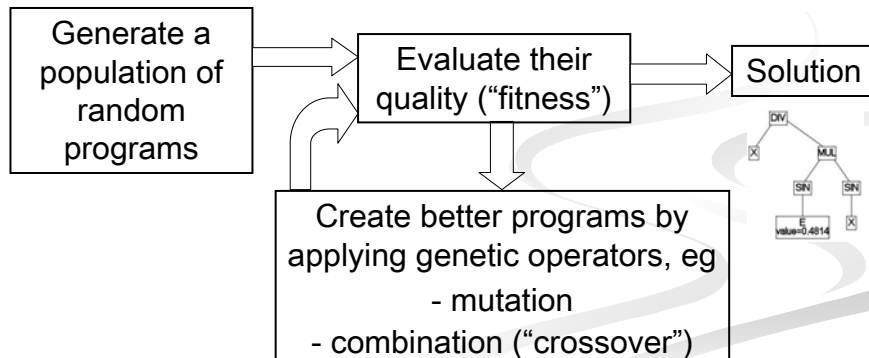 Generate a
population of
random
programs
Evaluate their
quality (“fitness”)
Solution
DIV
X
MUL
SIN
SIN
E
value=0.4814
X
Create better programs by
applying genetic operators, eg
- mutation
- combination (“crossover”)